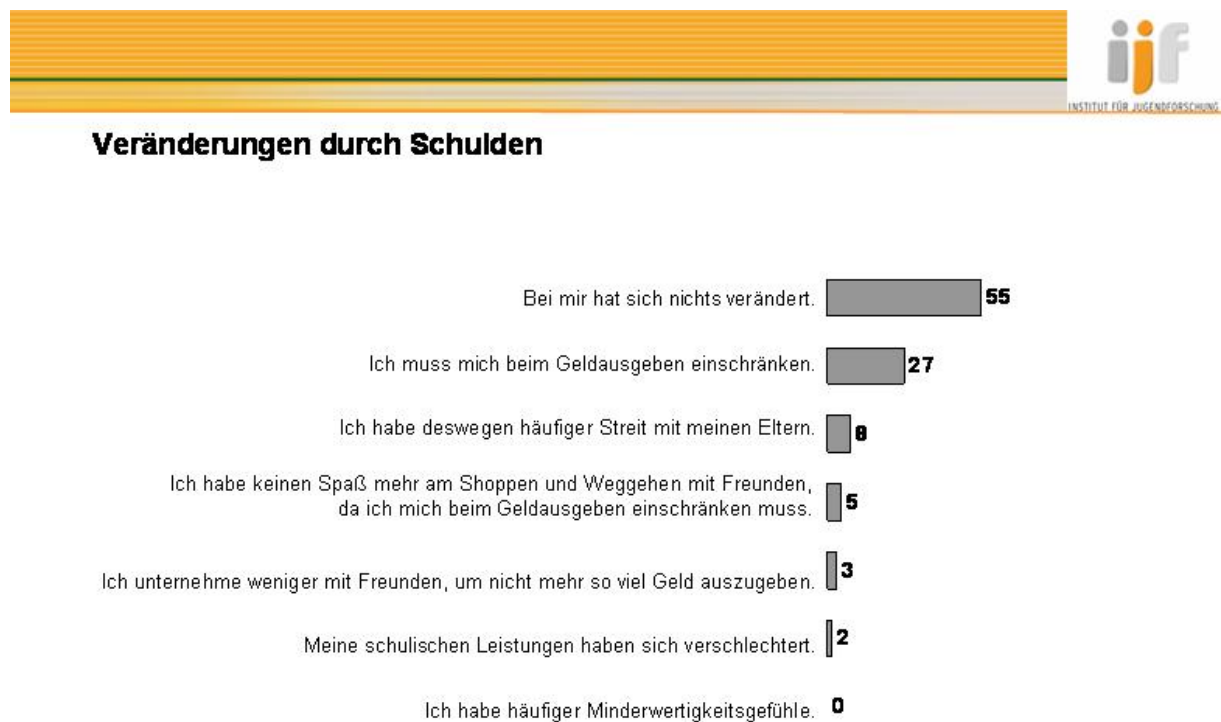 ijf
INSTITUT FÜR JUGENDFORSCHUNG
Veränderungen durch Schulden
Bei mir hat sich nichts verändert. 55
Ich muss mich beim Geldausgeben einschränken. 27
Ich habe deswegen häufiger Streit mit meinen Eltern. 8
Ich habe keinen Spaß mehr am Shoppen und Weggehen mit Freunden,
da ich mich beim Geldausgeben einschränken muss. 5
Ich unternehme weniger mit Freunden, um nicht mehr so viel Geld auszugeben. 3
Meine schulischen Leistungen haben sich verschlechtert. 2
Ich habe häufiger Minderwertigkeitsgefühle. 0